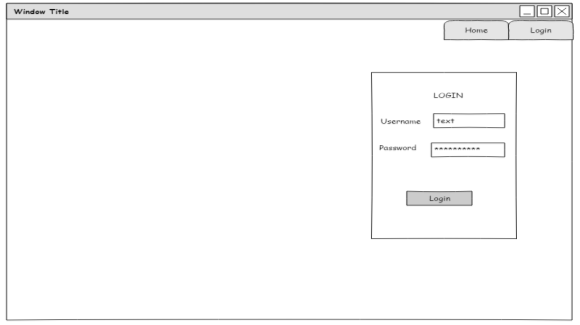 Window Title
Home Login
LOGIN
Username text
Password **********
Login